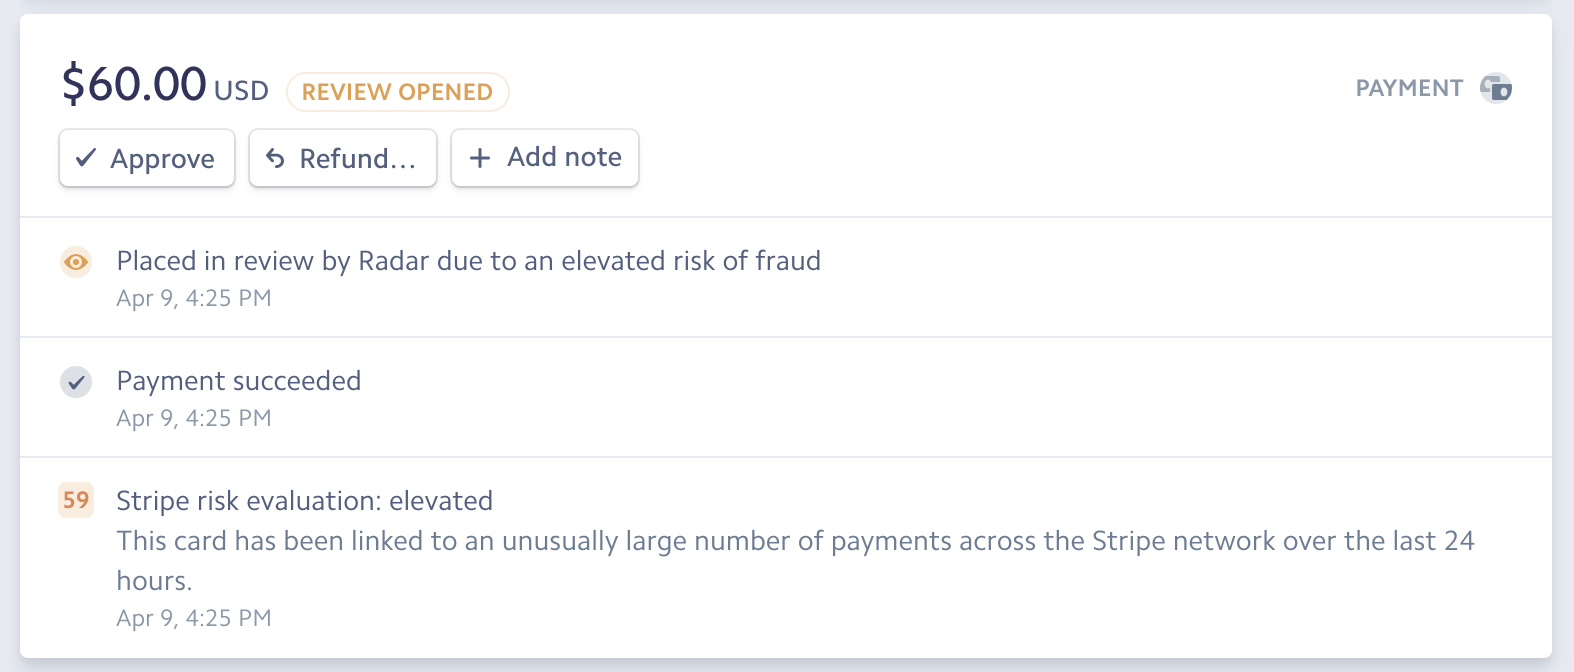 $60.00 USD REVIEW OPENED PAYMENT
Approve Refund... Add note
Placed in review by Radar due to an elevated risk of fraud
Apr 9, 4:25 PM
Payment succeeded
Apr 9, 4:25 PM
59 Stripe risk evaluation: elevated
This card has been linked to an unusually large number of payments across the Stripe network over the last 24
hours.
Apr 9, 4:25 PM